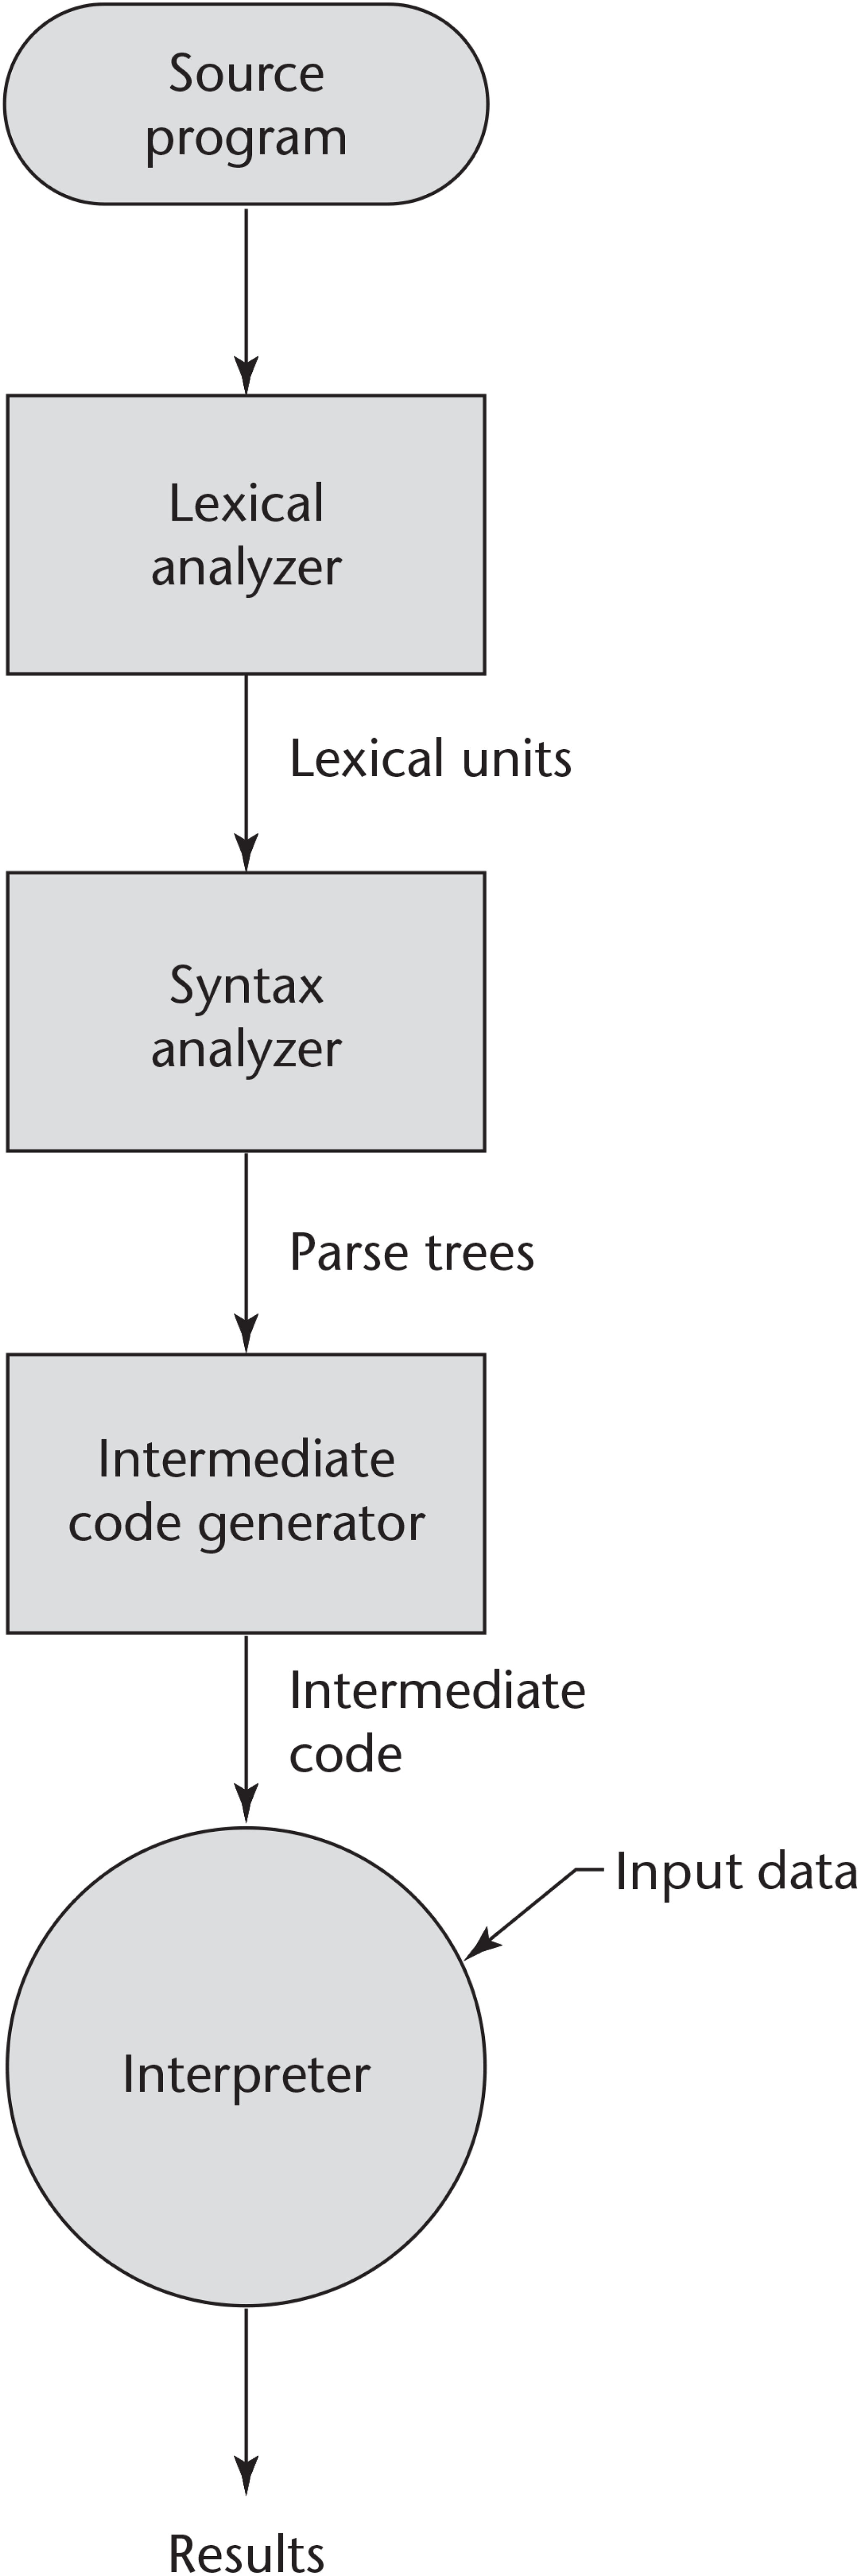 Source
program
Lexical
analyzer
Lexical units
Syntax
analyzer
Parse trees
Intermediate
code generator
Intermediate
code
Input data
Interpreter
Results